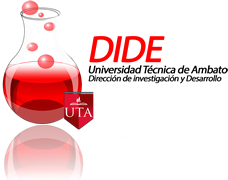 DIDE
Universidad Técnica de Ambato
Dirección de investigación y Desarrollo
UTA